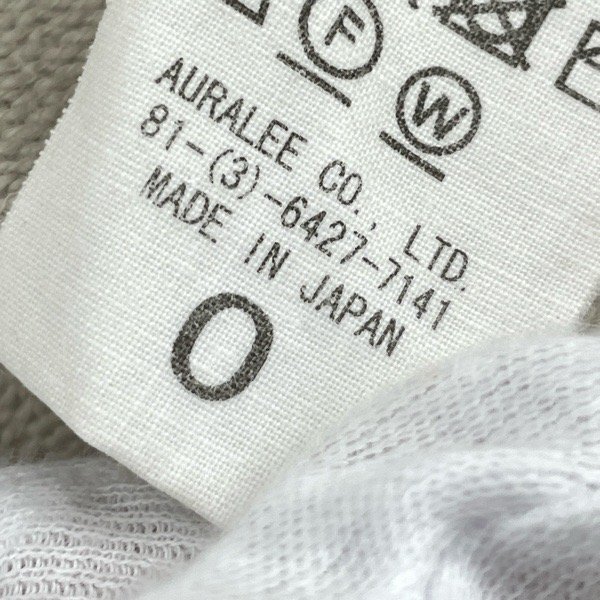 F
W
AURALEE CO., LTD.
81-(3)-6427-7141
MADE IN JAPAN
0